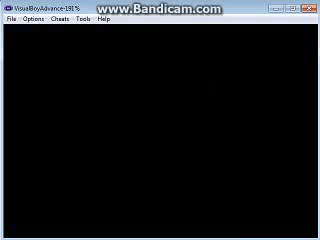 www.Bandicam.com
VisualBoyAdvance-191%
File Options Cheats Tools Help